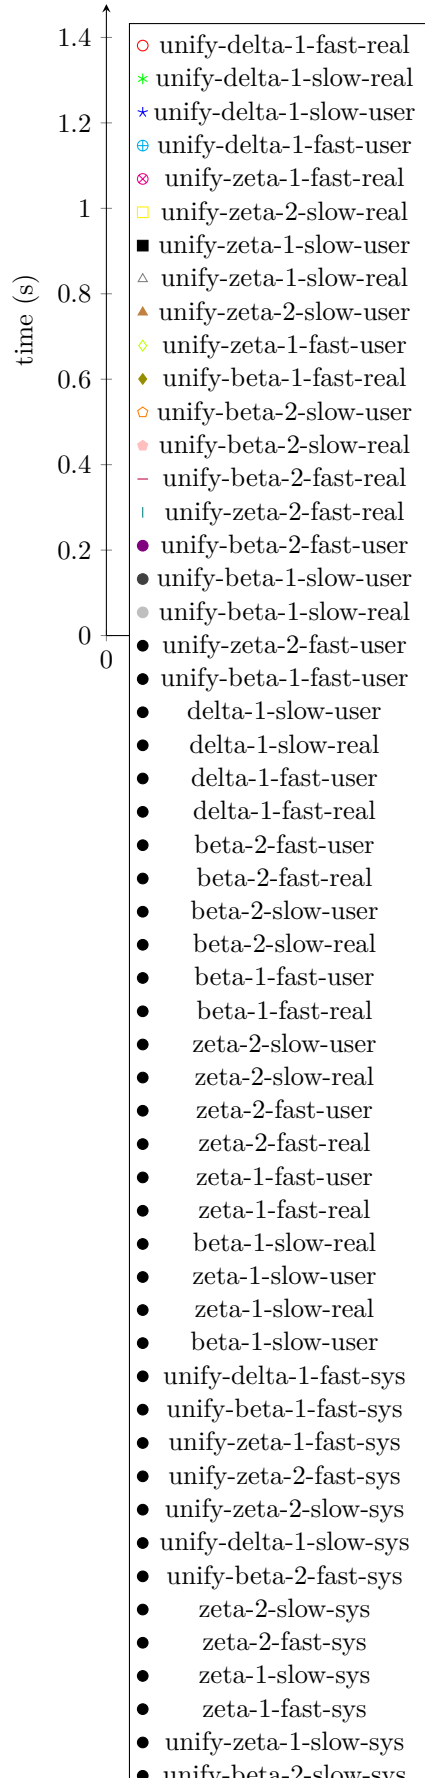 1.4
1.2
1
0.8
0.6
0.4
0.2
0
0
time (s)
unify-delta-1-fast-real
unify-delta-1-slow-real
unify-delta-1-slow-user
unify-delta-1-fast-user
unify-zeta-1-fast-real
unify-zeta-2-slow-real
unify-zeta-1-slow-user
unify-zeta-1-slow-real
unify-zeta-2-slow-user
unify-zeta-1-fast-user
unify-beta-1-fast-real
unify-beta-2-slow-user
unify-beta-2-slow-real
unify-beta-2-fast-real
unify-zeta-2-fast-real
unify-beta-2-fast-user
unify-beta-1-slow-user
unify-beta-1-slow-real
unify-zeta-2-fast-user
unify-beta-1-fast-user
delta-1-slow-user
delta-1-slow-real
delta-1-fast-user
delta-1-fast-real
beta-2-fast-user
beta-2-fast-real
beta-2-slow-user
beta-2-slow-real
beta-1-fast-user
beta-1-fast-real
zeta-2-slow-user
zeta-2-slow-real
zeta-2-fast-user
zeta-2-fast-real
zeta-1-fast-user
zeta-1-fast-real
beta-1-slow-real
zeta-1-slow-user
zeta-1-slow-real
beta-1-slow-user
unify-delta-1-fast-sys
unify-beta-1-fast-sys
unify-zeta-1-fast-sys
unify-zeta-2-fast-sys
unify-zeta-2-slow-sys
unify-delta-1-slow-sys
unify-beta-2-fast-sys
zeta-2-slow-sys
zeta-2-fast-sys
zeta-1-slow-sys
zeta-1-fast-sys
unify-zeta-1-slow-sys
unify-beta-2-slow-sys